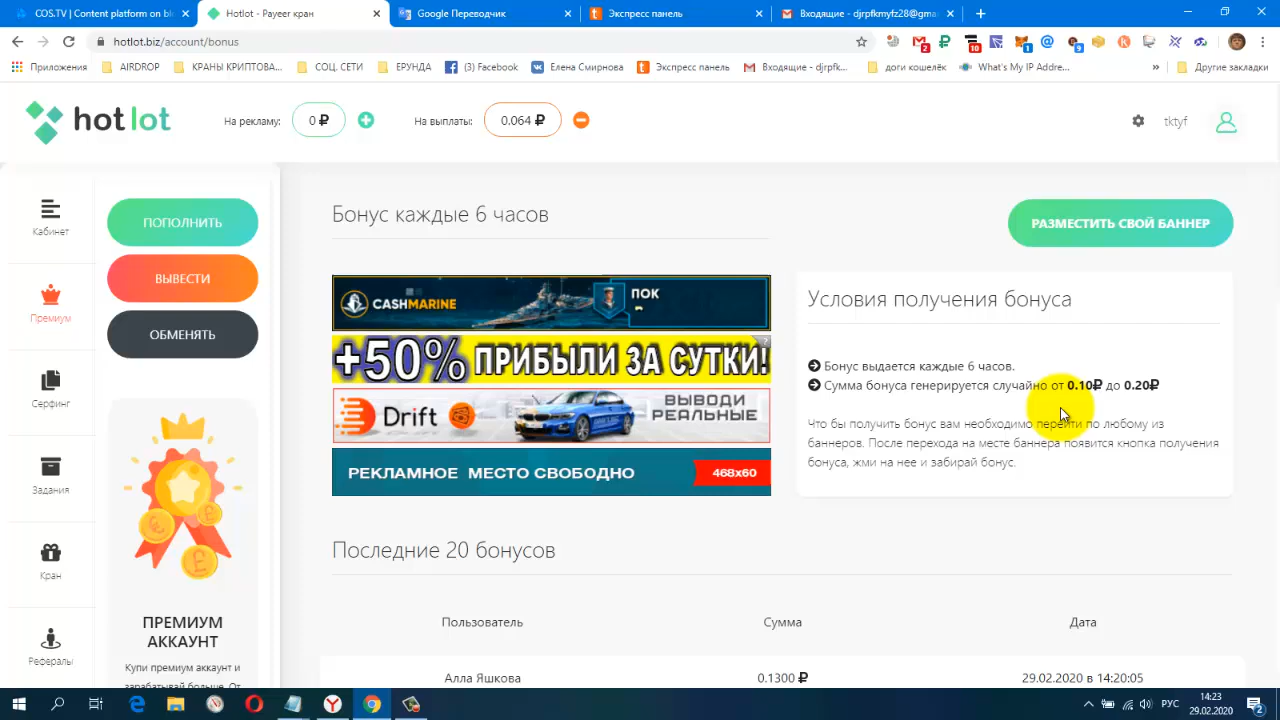 COS.TV | Content platform on bl
Hotlot - Payeer кран
Google Переводчик
Экспресс панель
Входящие - djrpfkmyfz28@gma
hotlot.biz/account/bonus
Приложения
AIRDROP
КРАНЫ КРИПТОВА...
СОЦ. СЕТИ
ЕРУНДА
(3) Facebook
Елена Смирнова
Экспресс панель
Входящие - djrpfk...
доги кошелёк
What's My IP Addre...
»
Другие закладки
hotlot
На рекламу:
0 ₽
На выплаты:
0.064 ₽
tktyf
Кабинет
Премиум
Серфинг
Задания
Кран
Рефералы
ПОПОЛНИТЬ
ВЫВЕСТИ
ОБМЕНЯТЬ
ПРЕМИУМ
АККАУНТ
Купи премиум аккаунт и
зарабатывай больше. От
Бонус каждые 6 часов
РАЗМЕСТИТЬ СВОЙ БАННЕР
CASHMARINE
ПОК
+50% ПРИБЫЛИ ЗА СУТКИ!
Drift
ВЫВОДИ
РЕАЛЬНЫЕ
РЕКЛАМНОЕ МЕСТО СВОБОДНО
468x60
Условия получения бонуса
Бонус выдается каждые 6 часов.
Сумма бонуса генерируется случайно от 0.10₽ до 0.20₽
Что бы получить бонус вам необходимо перейти по любому из
баннеров. После перехода на месте баннера появится кнопка получения
бонуса, жми на нее и забирай бонус.
Последние 20 бонусов
Пользователь
Сумма
Дата
Алла Яшкова
0.1300 ₽
29.02.2020 в 14:20:05
РУС
14:23
29.02.2020